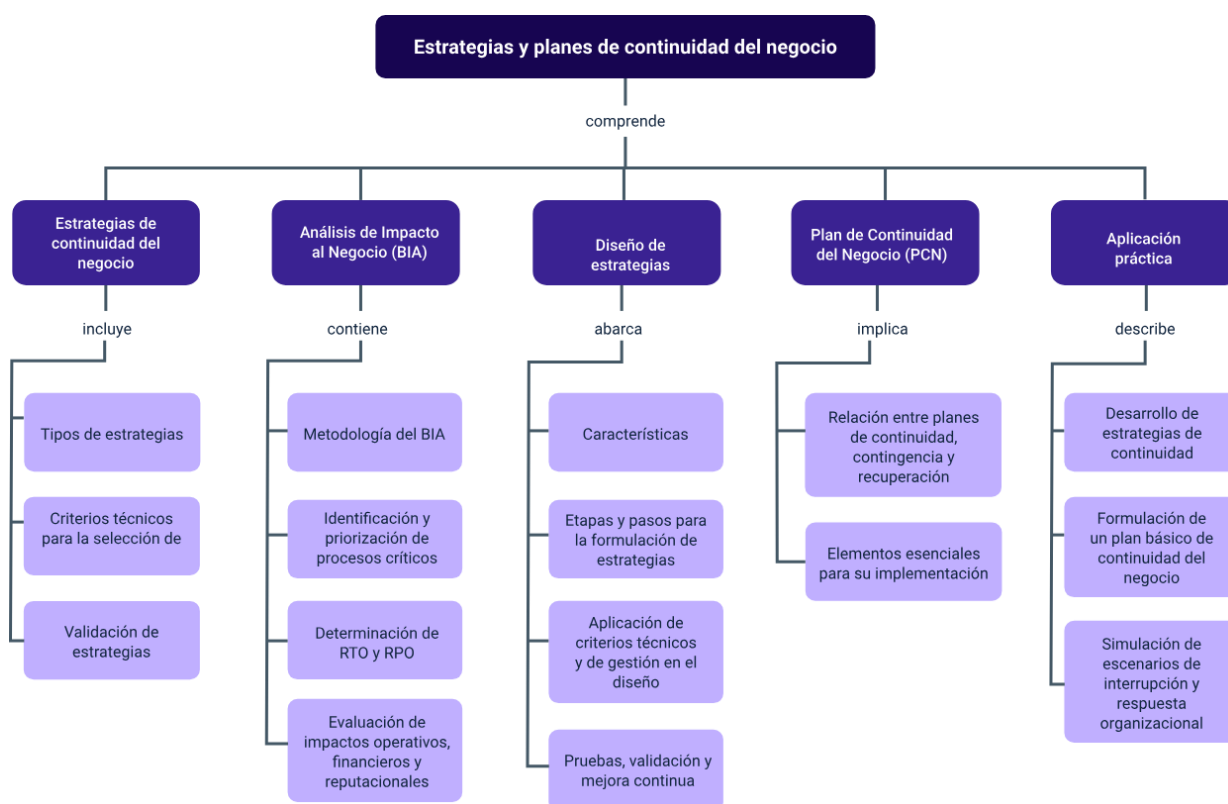 Estrategias y planes de continuidad del negocio
comprende
Estrategias de
continuidad del
negocio
incluye
Tipos de estrategias
Criterios técnicos
para la selección de
Validación de
estrategias
Análisis de Impacto
al Negocio (BIA)
contiene
Metodología del BIA
Identificación y
priorización de
procesos críticos
Determinación de
RTO y RPO
Evaluación de
impactos operativos,
financieros y
reputacionales
Diseño de
estrategias
abarca
Características
Etapas y pasos para
la formulación de
estrategias
Aplicación de
criterios técnicos
y de gestión en el
diseño
Pruebas, validación y
mejora continua
Plan de Continuidad
del Negocio (PCN)
implica
Relación entre planes
de continuidad,
contingencia y
recuperación
Elementos esenciales
para su implementación
Aplicación
práctica
describe
Desarrollo de
estrategias de
continuidad
Formulación de
un plan básico de
continuidad del
negocio
Simulación de
escenarios de
interrupción y
respuesta
organizacional